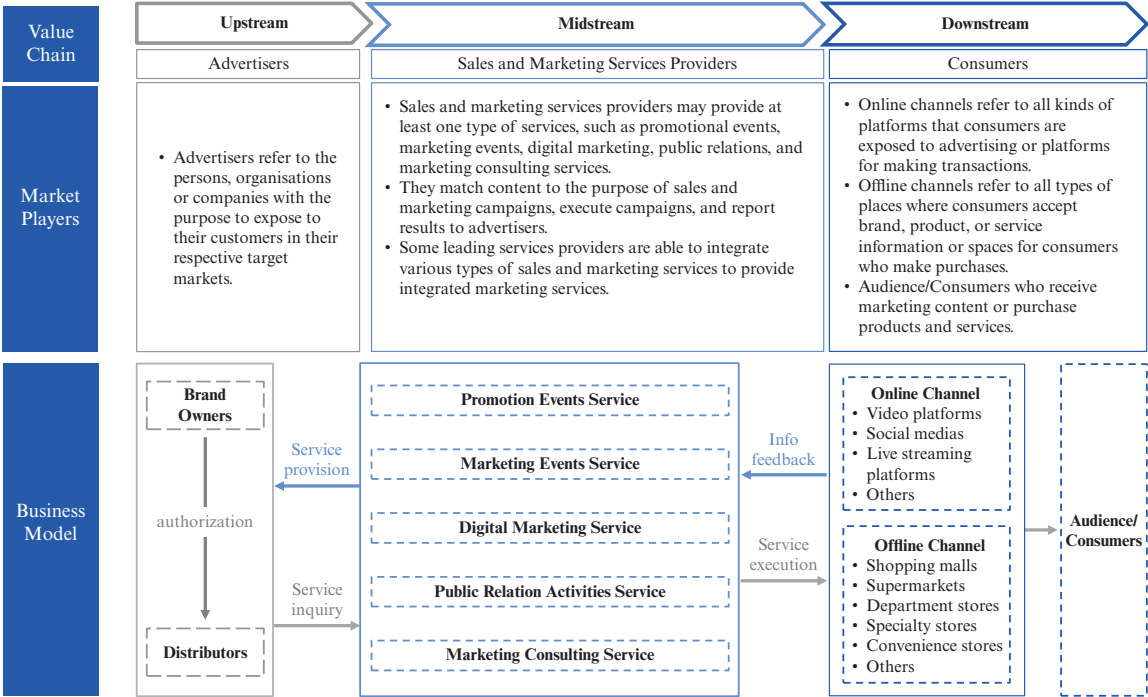 Value
Chain
Upstream
Midstream
Downstream
Advertisers
Sales and Marketing Services Providers
Consumers
Market
Players
• Advertisers refer to the
persons, organisations
or companies with the
purpose to expose to
their customers in their
respective target
markets.
• Sales and marketing services providers may provide at
least one type of services, such as promotional events,
marketing events, digital marketing, public relations, and
marketing consulting services.
• They match content to the purpose of sales and
marketing campaigns, execute campaigns, and report
results to advertisers.
• Some leading services providers are able to integrate
various types of sales and marketing services to provide
integrated marketing services.
• Online channels refer to all kinds of
platforms that consumers are
exposed to advertising or platforms
for making transactions.
• Offline channels refer to all types of
places where consumers accept
brand, product, or service
information or spaces for consumers
who make purchases.
• Audience/Consumers who receive
marketing content or purchase
products and services.
Business
Model
Brand
Owners
authorization
Distributors
Service
provision
Service
inquiry
Promotion Events Service
Marketing Events Service
Digital Marketing Service
Public Relation Activities Service
Marketing Consulting Service
Info
feedback
Service
execution
Online Channel
• Video platforms
• Social medias
• Live streaming
platforms
• Others
Offline Channel
• Shopping malls
• Supermarkets
• Department stores
• Specialty stores
• Convenience stores
• Others
Audience/
Consumers